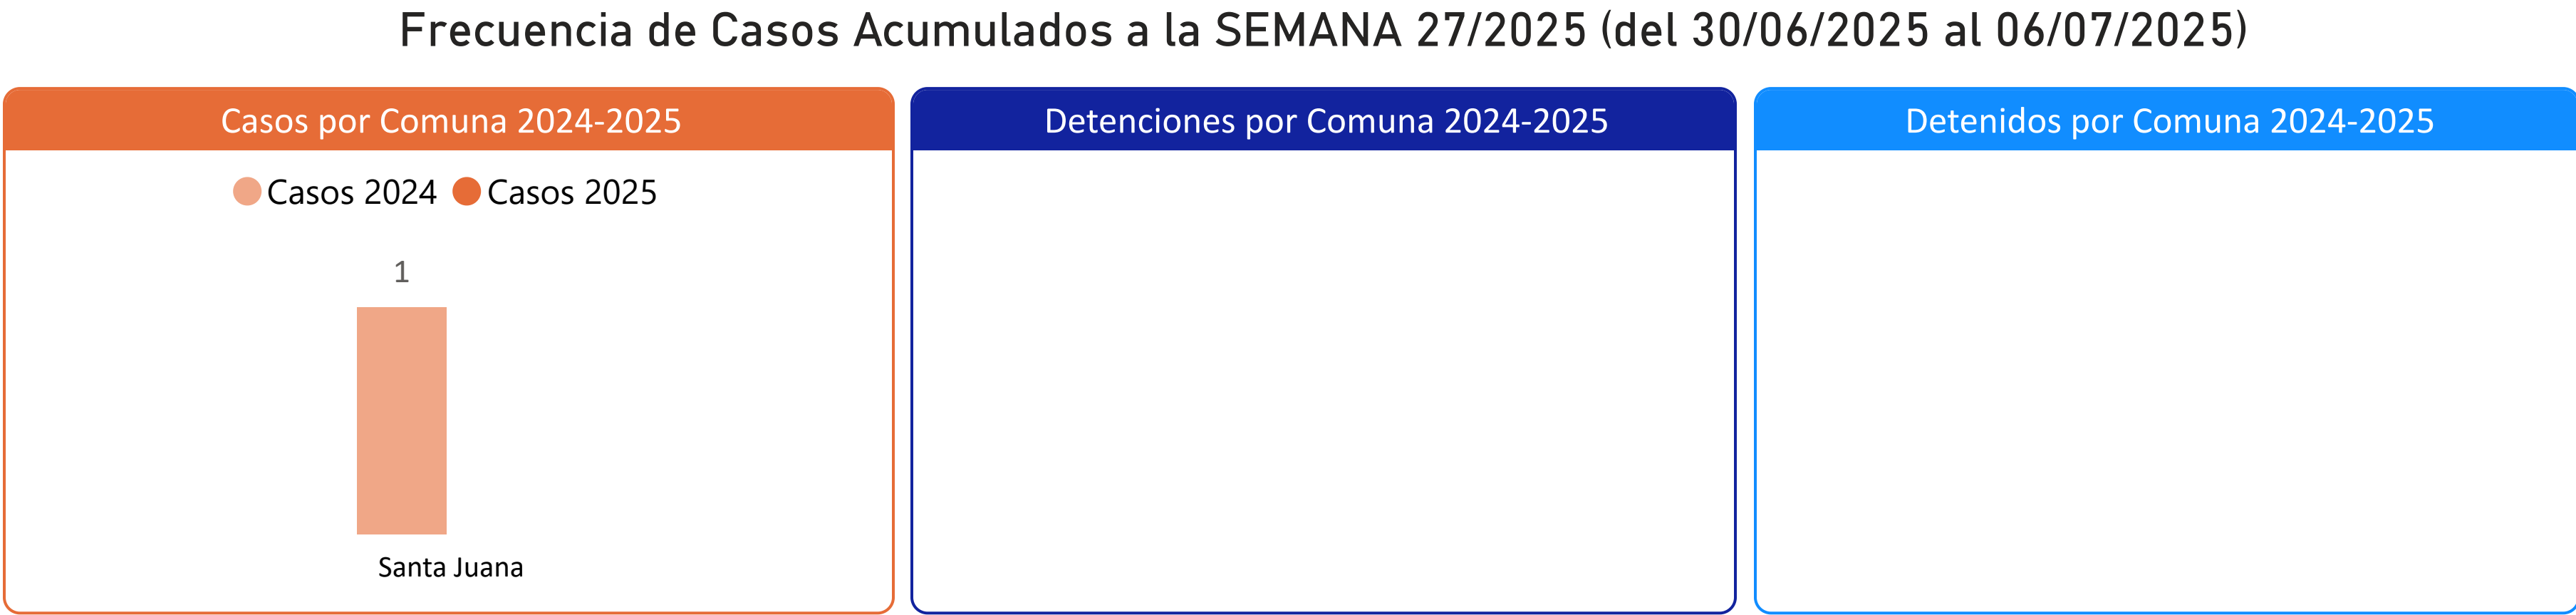 Frecuencia de Casos Acumulados a la SEMANA 27/2025 (del 30/06/2025 al 06/07/2025)
Casos por Comuna 2024-2025
Casos 2024 Casos 2025
1
Santa Juana
Detenciones por Comuna 2024-2025
Detenidos por Comuna 2024-2025